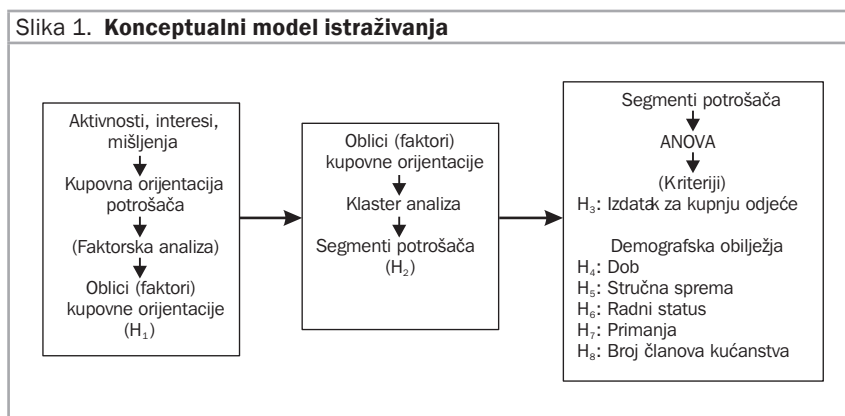 Slika 1. Konceptualni model istraživanja
Aktivnosti, interesi,
mišljenja
Kupovna orijentacija
potrošača
(Faktorska analiza)
Oblici (faktori)
kupovne orijentacije
(H₁)
Oblici (faktori)
kupovne orijentacije
Klaster analiza
Segmenti potrošača
(H₂)
Segmenti potrošača
ANOVA
(Kriteriji)
H₃: Izdatak za kupnju odjeće
Demografska obilježja
H₄: Dob
H₅: Stručna sprema
H₆: Radni status
H₇: Primanja
H₈: Broj članova kućanstva